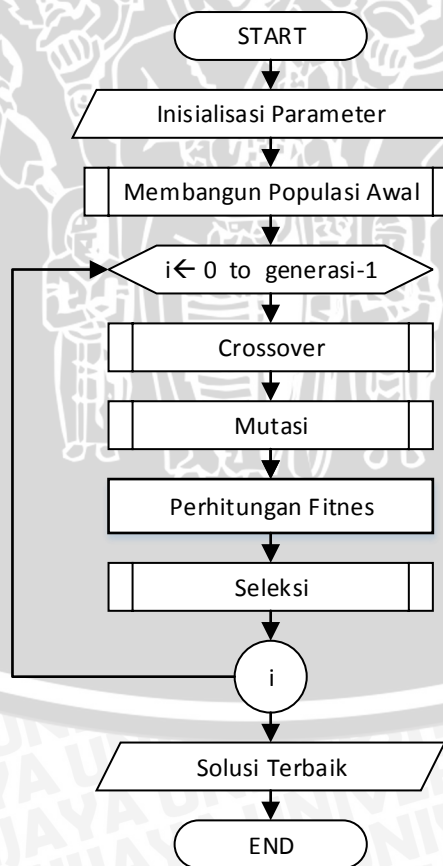 START
Inisialisasi Parameter
Membangun Populasi Awal
i← 0 to generasi-1
Crossover
Mutasi
Perhitungan Fitnes
Seleksi
i
Solusi Terbaik
END